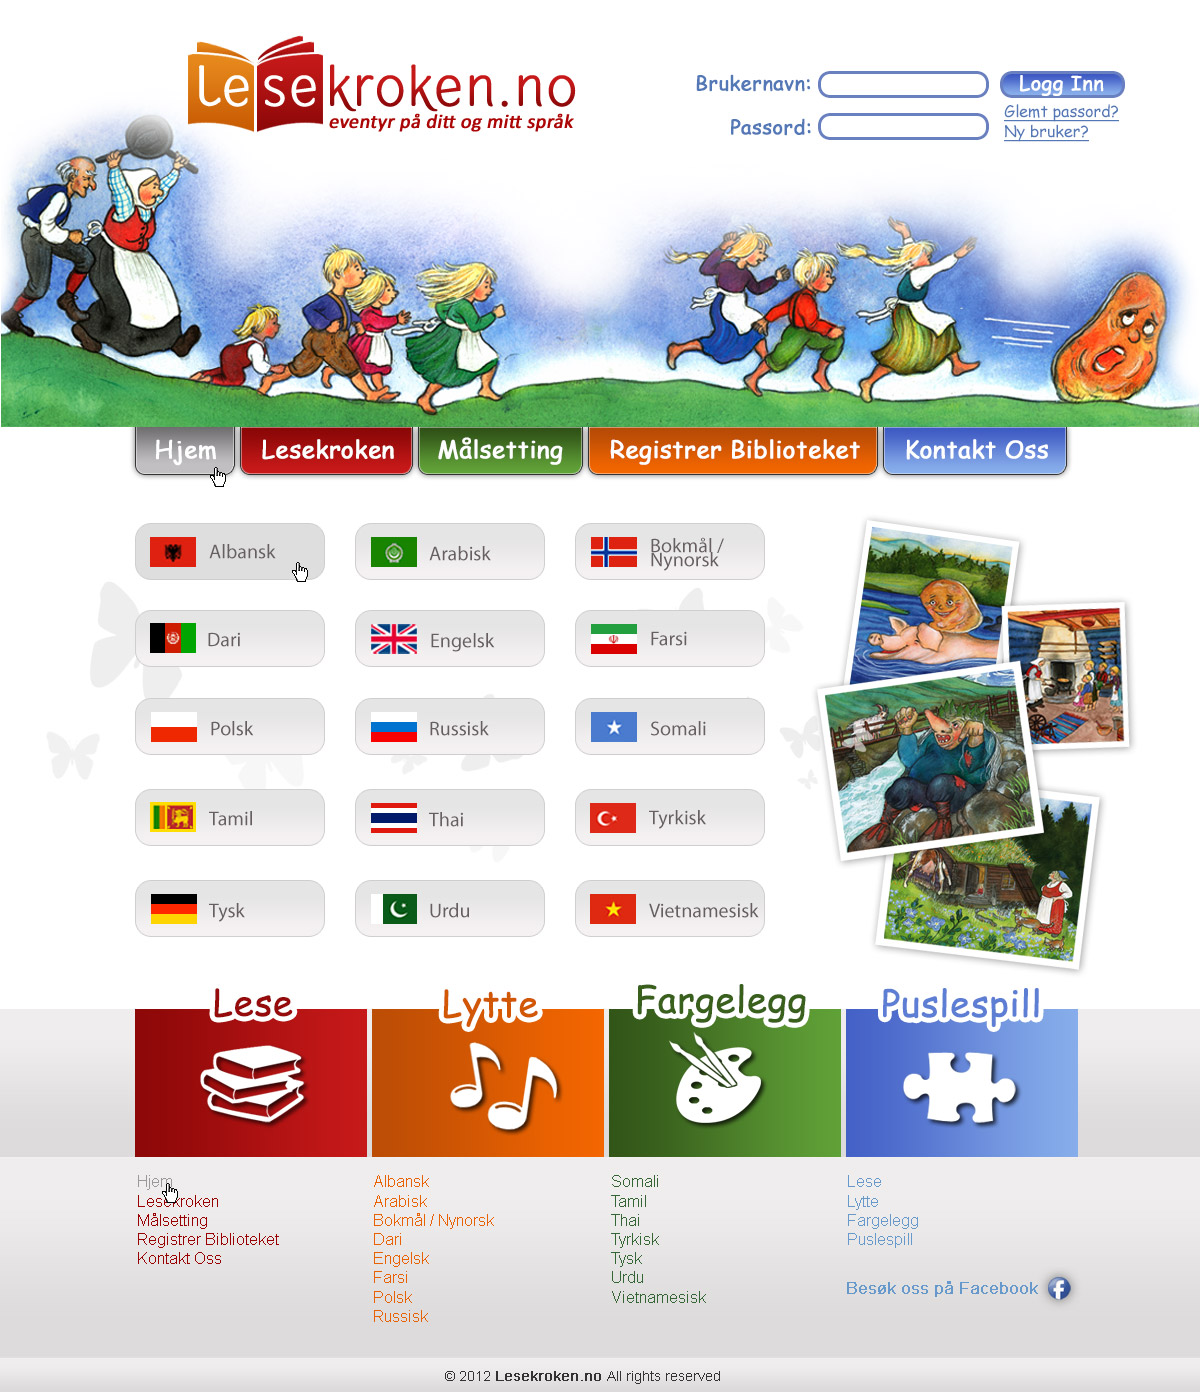 Lesekroken.no
eventyr på ditt og mitt språk
Brukernavn:
Logg Inn
Glemt passord?
Passord:
Ny bruker?
Hjem
Lesekroken
Målsetting
Registrer Biblioteket
Kontakt Oss
Albansk
Arabisk
Bokmål /
Nynorsk
Dari
Engelsk
Farsi
Polsk
Russisk
Somali
Tamil
Thai
Tyrkisk
Tysk
Urdu
Vietnamesisk
Lese
Lytte
Fargelegg
Puslespill
Hjem
Lesekroken
Målsetting
Registrer Biblioteket
Kontakt Oss
Albansk
Arabisk
Bokmål / Nynorsk
Dari
Engelsk
Farsi
Polsk
Russisk
Somali
Tamil
Thai
Tyrkisk
Tysk
Urdu
Vietnamesisk
Lese
Lytte
Fargelegg
Puslespill
Besøk oss på Facebook
© 2012 Lesekroken.no All rights reserved